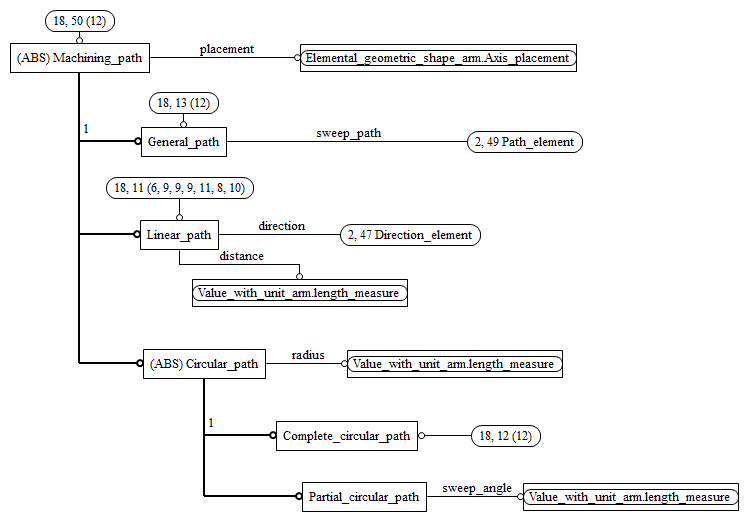 18, 50 (12)
(ABS) Machining_path
placement
Elemental_geometric_shape_arm.Axis_placement
1
18, 13 (12)
General_path
sweep_path
2, 49 Path_element
18, 11 (6, 9, 9, 9, 11, 8, 10)
Linear_path
direction
2, 47 Direction_element
distance
Value_with_unit_arm.length_measure
(ABS) Circular_path
radius
Value_with_unit_arm.length_measure
1
Complete_circular_path
18, 12 (12)
Partial_circular_path
sweep_angle
Value_with_unit_arm.length_measure